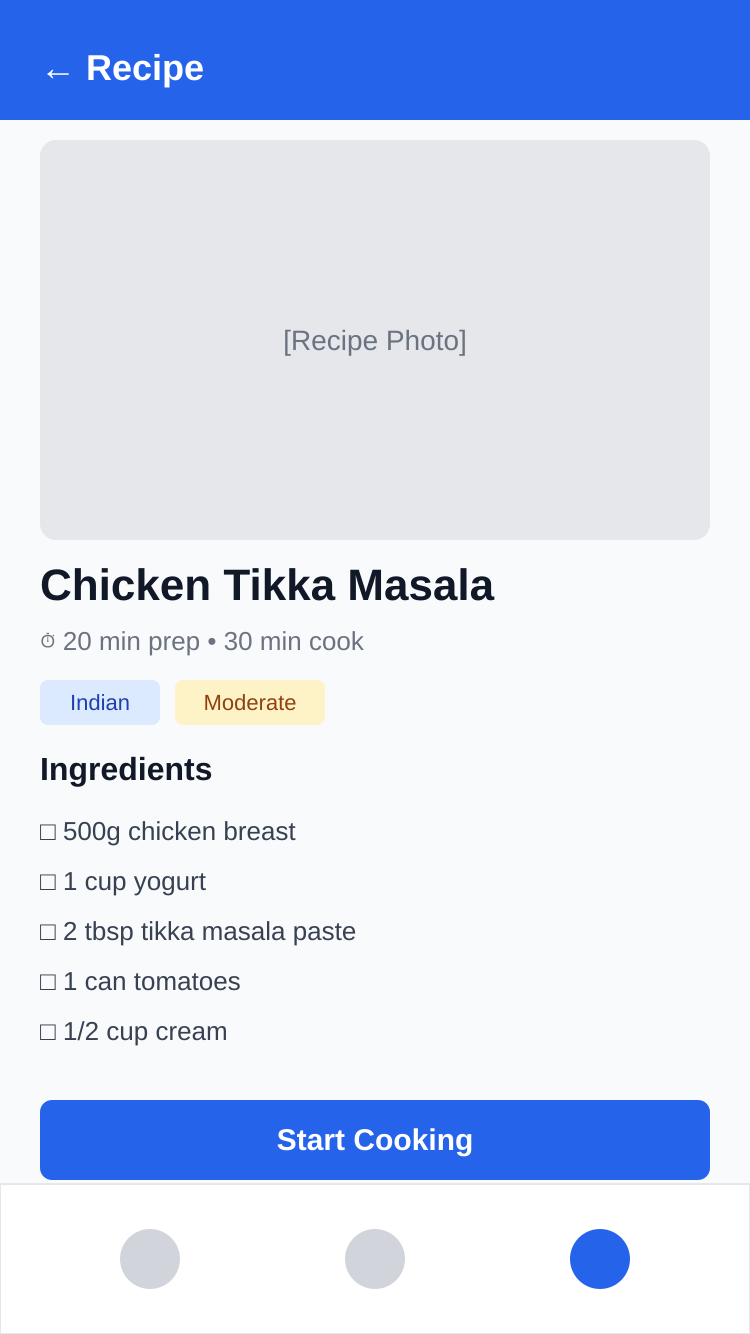 ← Recipe
[Recipe Photo]
Chicken Tikka Masala
⏱ 20 min prep • 30 min cook
Indian
Moderate
Ingredients
□ 500g chicken breast
□ 1 cup yogurt
□ 2 tbsp tikka masala paste
□ 1 can tomatoes
□ 1/2 cup cream
Start Cooking